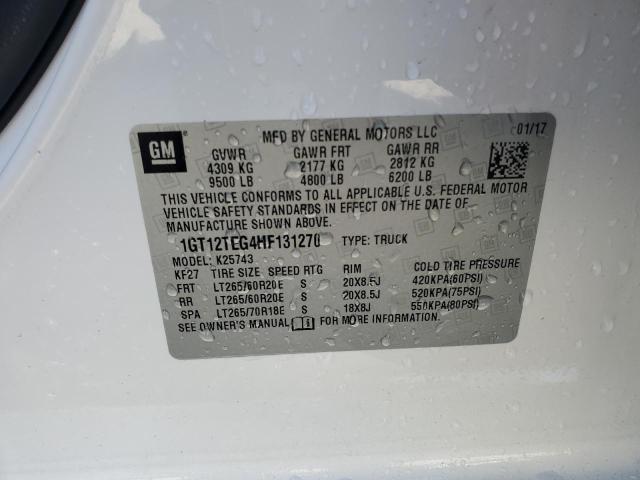 GM
MFD BY GENERAL MOTORS LLC 01/17
GVWR GAWR FRT GAWR RR
4309 KG 2177 KG 2812 KG
9500 LB 4800 LB 6200 LB
THIS VEHICLE CONFORMS TO ALL APPLICABLE U.S. FEDERAL MOTOR
VEHICLE SAFETY STANDARDS IN EFFECT ON THE DATE OF
MANUFACTURE SHOWN ABOVE.
1GT12TEG4HF131270 TYPE: TRUCK
MODEL: K25743
KF27 TIRE SIZE SPEED RTG RIM COLD TIRE PRESSURE
FRT LT265/60R20E S 20X8.5J 420KPA(60PSI)
RR LT265/60R20E S 20X8.5J 520KPA(75PSI)
SPA LT265/70R18E S 18X8J 550KPA(80PSI)
SEE OWNER'S MANUAL FOR MORE INFORMATION.